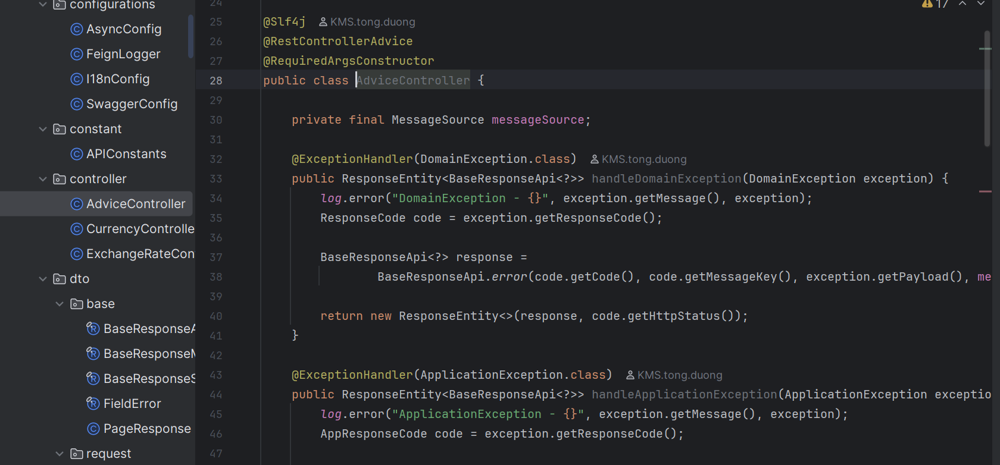 configurations
AsyncConfig
FeignLogger
I18nConfig
SwaggerConfig
constant
APIConstants
controller
AdviceController
CurrencyControlle
ExchangeRateCon
dto
base
BaseResponseA
BaseResponseM
BaseResponseS
FieldError
PageResponse
request
17
24
25 @Slf4j KMS.tong.duong
26 @RestControllerAdvice
27 @RequiredArgsConstructor
28 public class AdviceController {
29
30 private final MessageSource messageSource;
31
32 @ExceptionHandler(DomainException.class) KMS.tong.duong
33 public ResponseEntity<BaseResponseApi<?>> handleDomainException(DomainException exception) {
34 log.error("DomainException - {}", exception.getMessage(), exception);
35 ResponseCode code = exception.getResponseCode();
36
37 BaseResponseApi<?> response =
38 BaseResponseApi.error(code.getCode(), code.getMessageKey(), exception.getPayload(), me
39
40 return new ResponseEntity<>(response, code.getHttpStatus());
41 }
42
43 @ExceptionHandler(ApplicationException.class) KMS.tong.duong
44 public ResponseEntity<BaseResponseApi<?>> handleApplicationException(ApplicationException exceptio
45 log.error("ApplicationException - {}", exception.getMessage(), exception);
46 AppResponseCode code = exception.getResponseCode();
47